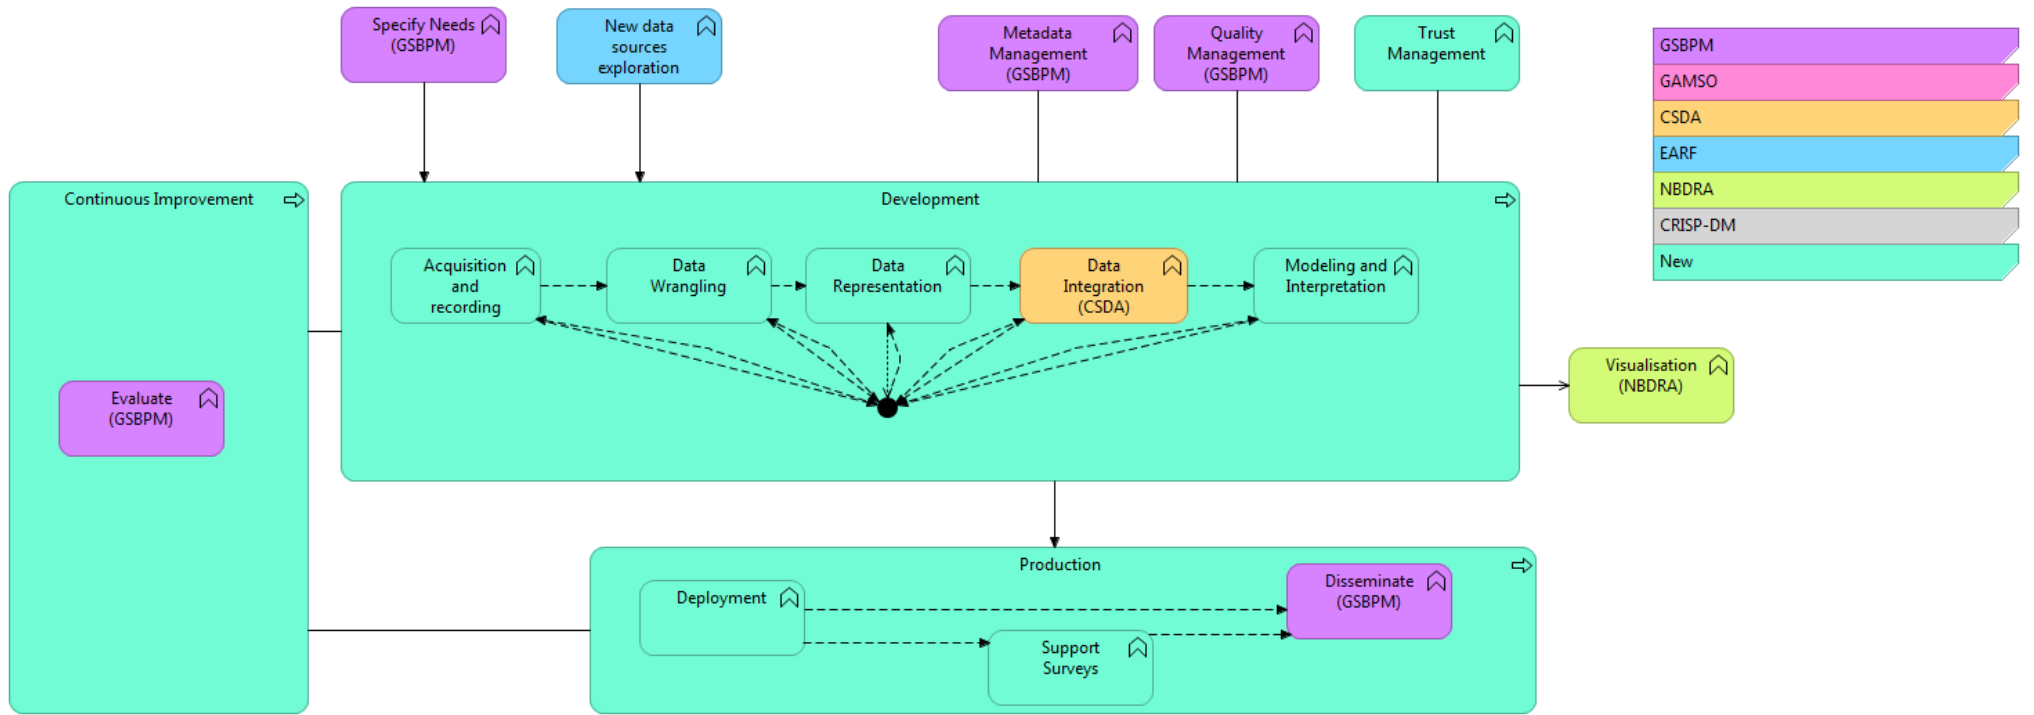 Specify Needs
(GSBPM)
New data
sources
exploration
Metadata
Management
(GSBPM)
Quality
Management
(GSBPM)
Trust
Management
GSBPM
GAMSO
CSDA
EARF
NBDRA
CRISP-DM
New
Continuous Improvement
Evaluate
(GSBPM)
Development
Acquisition
and
recording
Data
Wrangling
Data
Representation
Data
Integration
(CSDA)
Modeling and
Interpretation
Visualisation
(NBDRA)
Production
Deployment
Support
Surveys
Disseminate
(GSBPM)